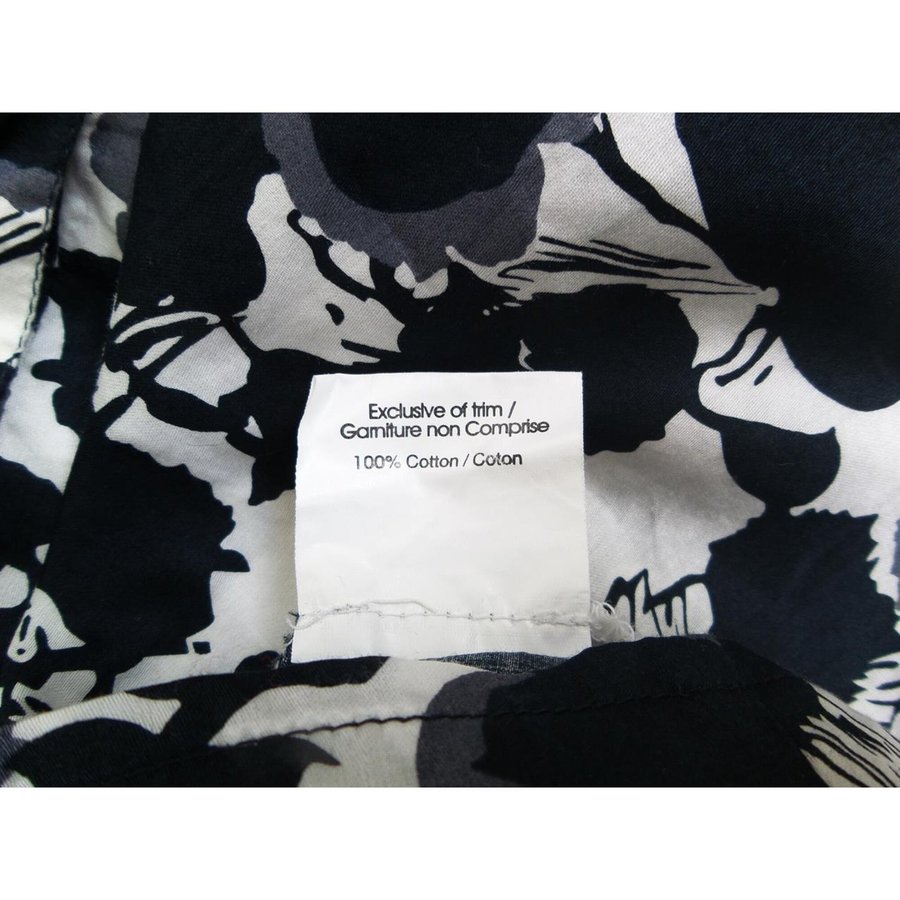 Exclusive of trim /
Garniture non Comprise
100% Cotton / Coton